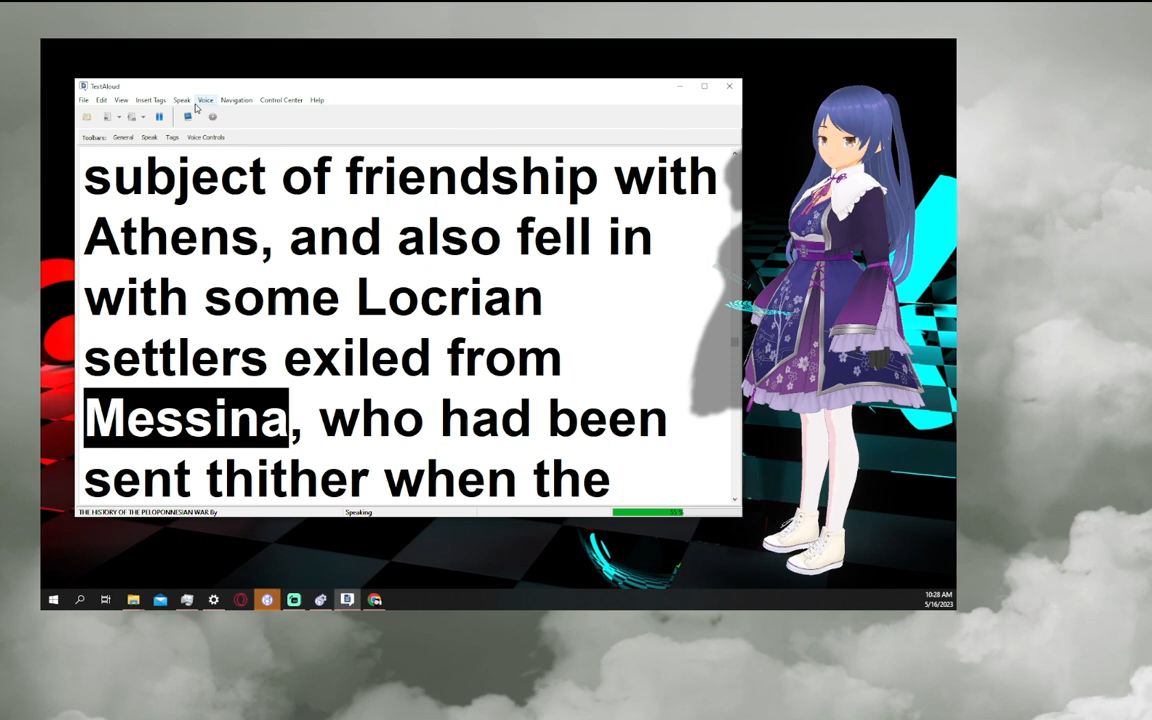 TextAloud
File Edit View Insert Tags Speak Voice Navigation Control Center Help
Toolbars: General Speak Tags Voice Controls
subject of friendship with
Athens, and also fell in
with some Locrian
settlers exiled from
Messina, who had been
sent thither when the
THE HISTORY OF THE PELOPONNESIAN WAR By Speaking 55 %
10:28 AM
5/16/2023